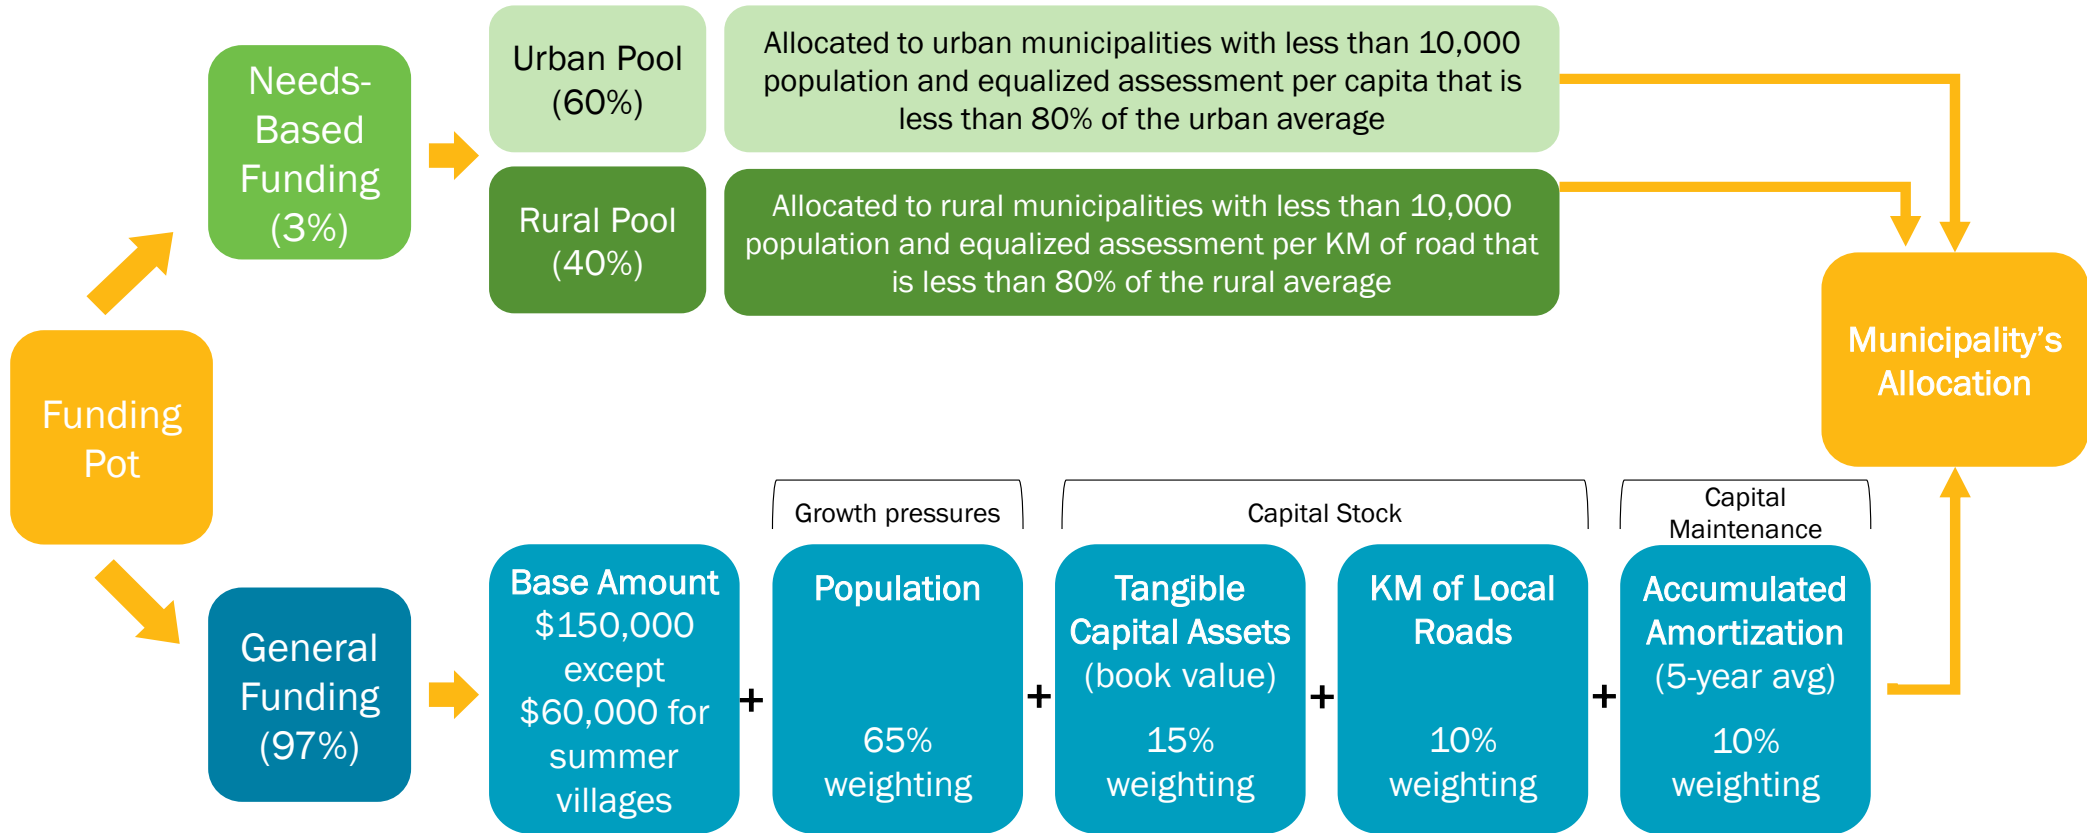 Needs-
Based
Funding
(3%)
Urban Pool
(60%)
Allocated to urban municipalities with less than 10,000
population and equalized assessment per capita that is
less than 80% of the urban average
Rural Pool
(40%)
Allocated to rural municipalities with less than 10,000
population and equalized assessment per KM of road that
is less than 80% of the rural average
Funding
Pot
Municipality’s
Allocation
General
Funding
(97%)
Base Amount
$150,000
except
$60,000 for
summer
villages
+
Growth pressures
Population
65%
weighting
+
Capital Stock
Tangible
Capital Assets
(book value)
15%
weighting
+
KM of Local
Roads
10%
weighting
+
Capital
Maintenance
Accumulated
Amortization
(5-year avg)
10%
weighting